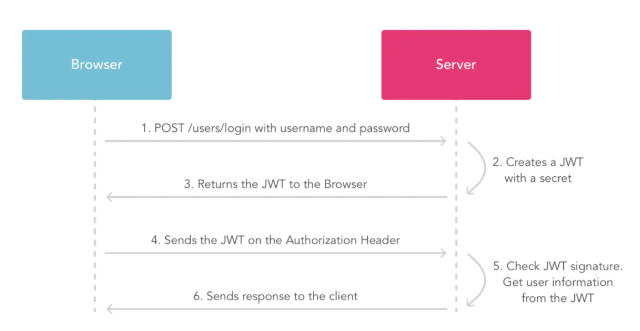 Browser
Server
1. POST /users/login with username and password
2. Creates a JWT
with a secret
3. Returns the JWT to the Browser
4. Sends the JWT on the Authorization Header
5. Check JWT signature.
Get user information
from the JWT
6. Sends response to the client